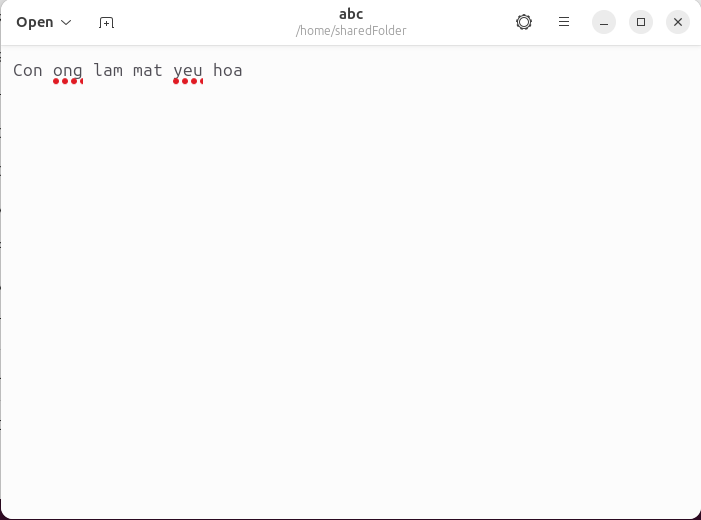 Open
abc
/home/sharedFolder
Con ong lam mat yeu hoa